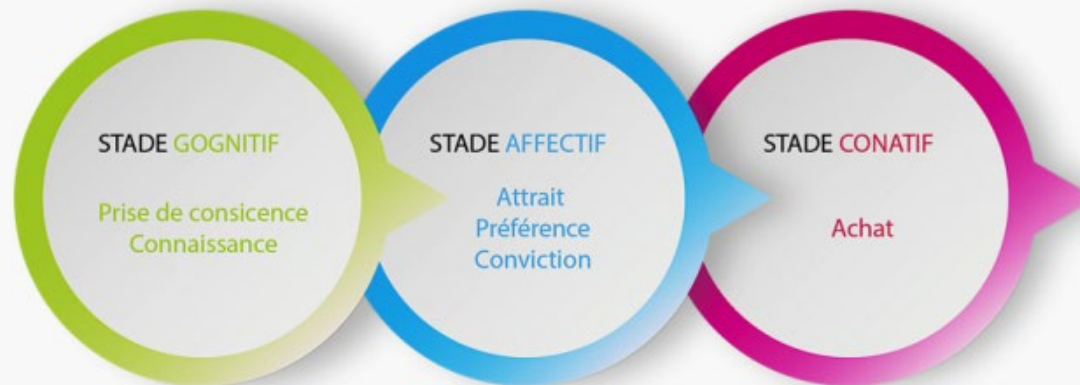 STADE GOGNITIF
Prise de consicence
Connaissance
STADE AFFECTIF
Attrait
Préférence
Conviction
STADE CONATIF
Achat